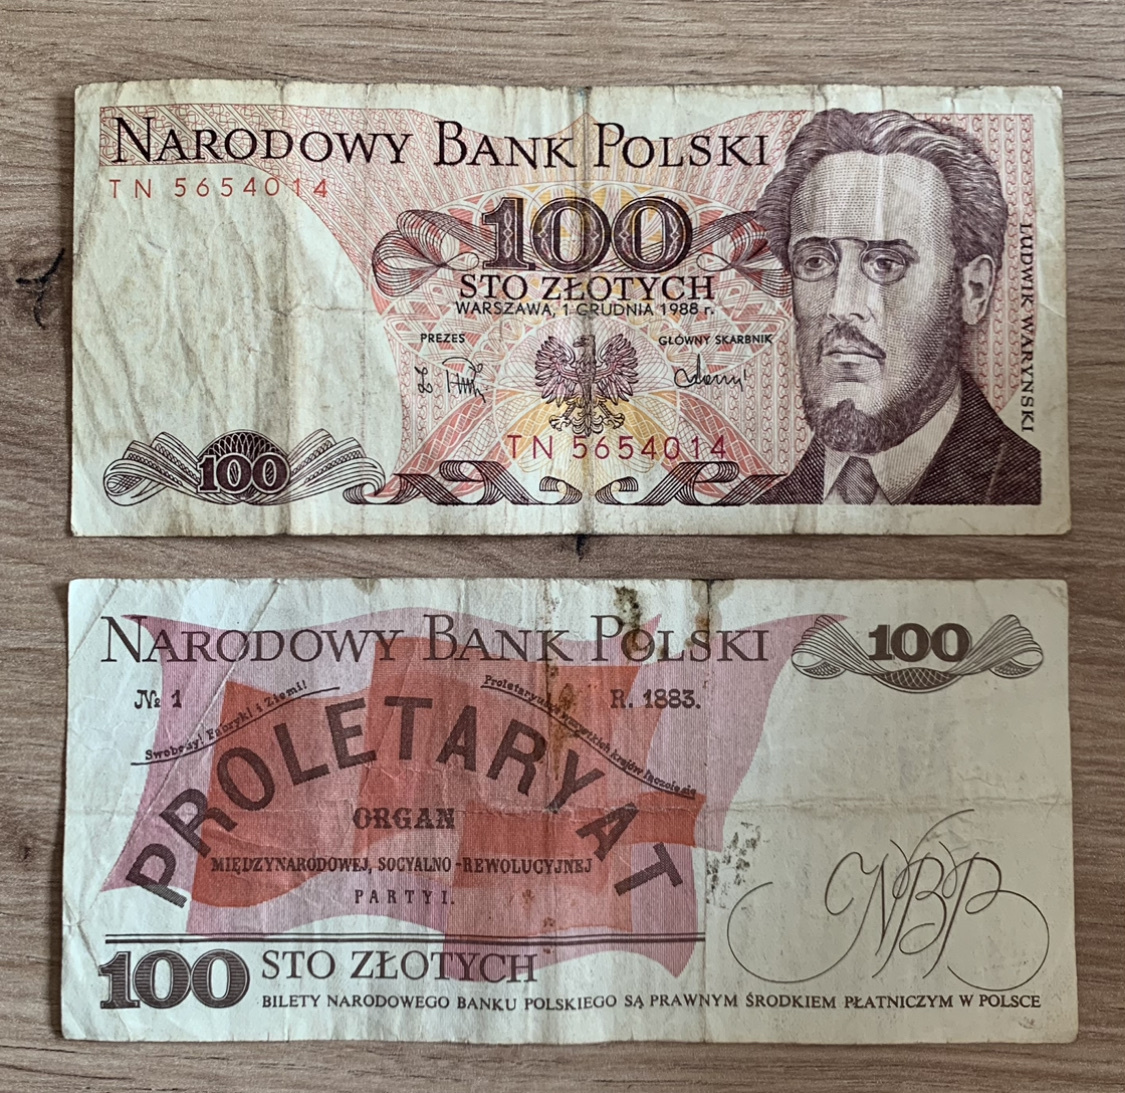 NARODOWY BANK POLSKI
TN 5654014
100
STO ZŁOTYCH
WARSZAWA, 1 GRUDNIA 1988 r.
PREZES
GŁÓWNY SKARBNIK
TN 5654014
100
LUDWIK WARYŃSKI
NARODOWY BANK POLSKI
100
№ 1
R. 1883.
Swobody! Fabryk! i Ziemi!
Proletaryusze wszystkich krajów łączcie się
PROLETARYAT
ORGAN
MIĘDZYNARODOWEJ, SOCYALNO-REWOLUCYJNEJ
PARTYI.
NBP
100 STO ZŁOTYCH
BILETY NARODOWEGO BANKU POLSKIEGO SĄ PRAWNYM ŚRODKIEM PŁATNICZYM W POLSCE